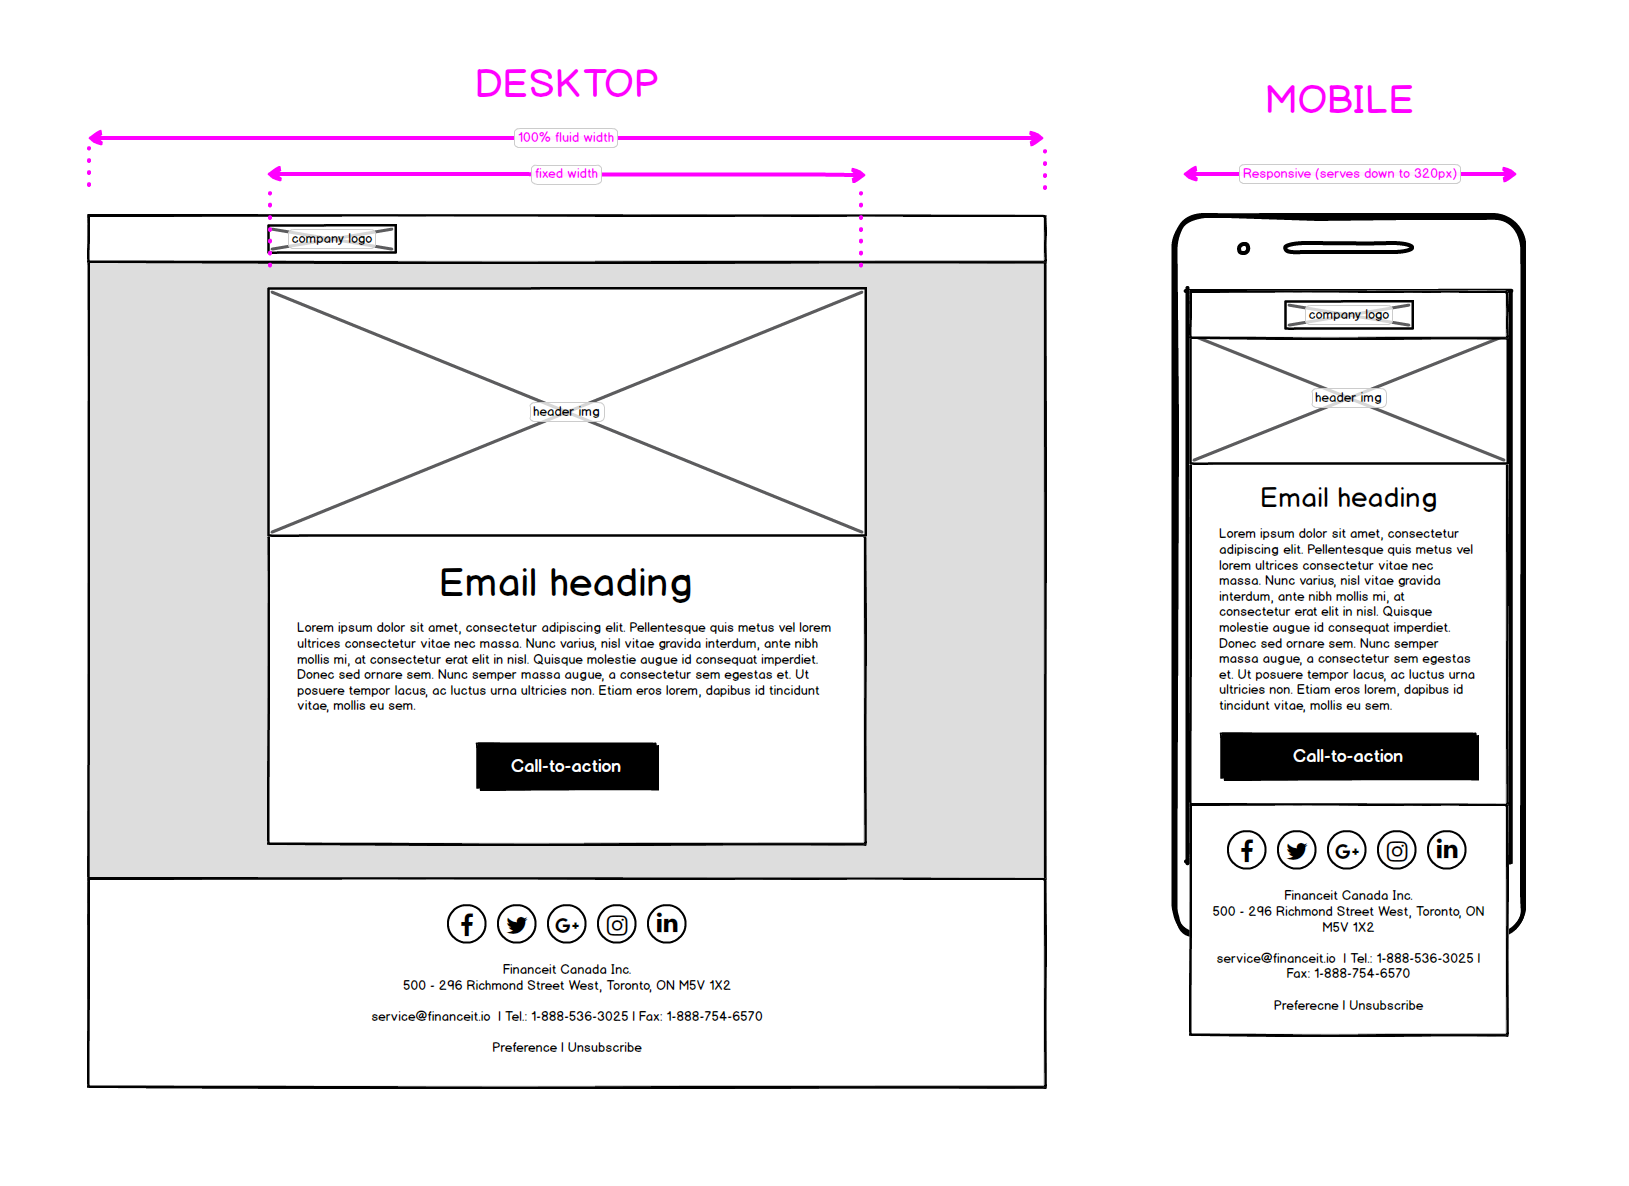 DESKTOP
100% fluid width
fixed width
company logo
header img
Email heading
Lorem ipsum dolor sit amet, consectetur adipiscing elit. Pellentesque quis metus vel lorem
ultrices consectetur vitae nec massa. Nunc varius, nisl vitae gravida interdum, ante nibh
mollis mi, at consectetur erat elit in nisl. Quisque molestie augue id consequat imperdiet.
Donec sed ornare sem. Nunc semper massa augue, a consectetur sem egestas et. Ut
posuere tempor lacus, ac luctus urna ultricies non. Etiam eros lorem, dapibus id tincidunt
vitae, mollis eu sem.
Call-to-action
f
G+
in
Financeit Canada Inc.
500 - 296 Richmond Street West, Toronto, ON M5V 1X2
service@financeit.io | Tel.: 1-888-536-3025 | Fax: 1-888-754-6570
Preference | Unsubscribe
MOBILE
Responsive (serves down to 320px)
company logo
header img
Email heading
Lorem ipsum dolor sit amet, consectetur
adipiscing elit. Pellentesque quis metus vel
lorem ultrices consectetur vitae nec
massa. Nunc varius, nisl vitae gravida
interdum, ante nibh mollis mi, at
consectetur erat elit in nisl. Quisque
molestie augue id consequat imperdiet.
Donec sed ornare sem. Nunc semper
massa augue, a consectetur sem egestas
et. Ut posuere tempor lacus, ac luctus urna
ultricies non. Etiam eros lorem, dapibus id
tincidunt vitae, mollis eu sem.
Call-to-action
f
G+
in
Financeit Canada Inc.
500 - 296 Richmond Street West, Toronto, ON
M5V 1X2
service@financeit.io | Tel.: 1-888-536-3025 |
Fax: 1-888-754-6570
Preferecne | Unsubscribe